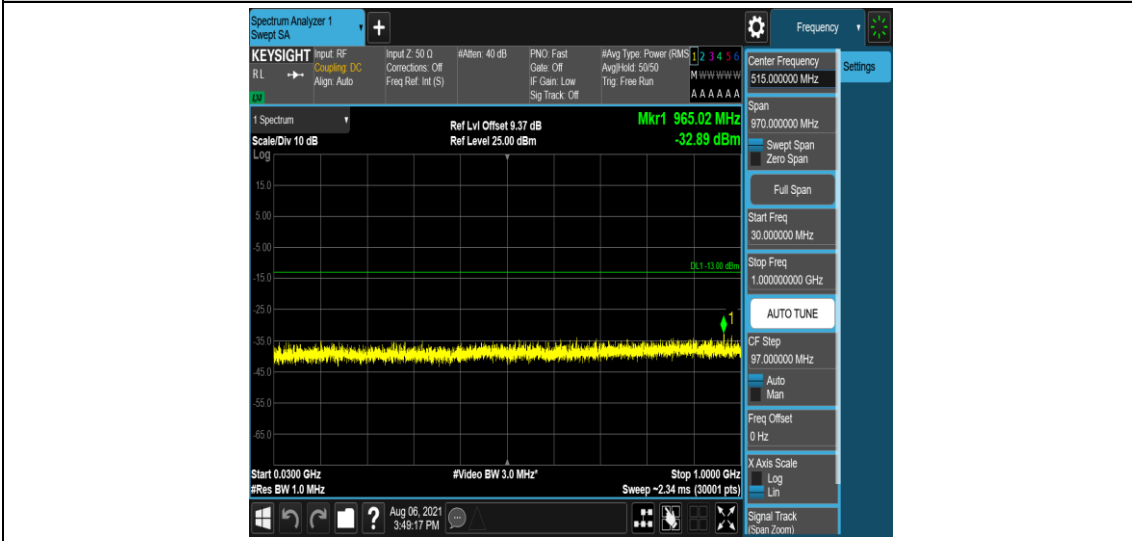 Spectrum Analyzer 1
Swept SA
+
Frequency
KEYSIGHT
RL
Input: RF
Coupling: DC
Align: Auto
Input Z: 50 Ω
Corrections: Off
Freq Ref: Int (S)
#Atten: 40 dB
PNO: Fast
Gate: Off
IF Gain: Low
Sig Track: Off
#Avg Type: Power (RMS
Avg|Hold: 50/50
Trig: Free Run
1 2 3 4 5 6
M W W W W W
A A A A A A
1 Spectrum
Scale/Div 10 dB
Log
Ref Lvl Offset 9.37 dB
Ref Level 25.00 dBm
Mkr1 965.02 MHz
-32.89 dBm
15.0
5.00
-5.00
DL1 -13.00 dBm
-15.0
-25.0
1
-35.0
-45.0
-55.0
-65.0
Start 0.0300 GHz
#Res BW 1.0 MHz
#Video BW 3.0 MHz*
Stop 1.0000 GHz
Sweep ~2.34 ms (30001 pts)
?
Aug 06, 2021
3:49:17 PM
Center Frequency
515.000000 MHz
Settings
Span
970.000000 MHz
Swept Span
Zero Span
Full Span
Start Freq
30.000000 MHz
Stop Freq
1.000000000 GHz
AUTO TUNE
CF Step
97.000000 MHz
Auto
Man
Freq Offset
0 Hz
X Axis Scale
Log
Lin
Signal Track
(Span Zoom)